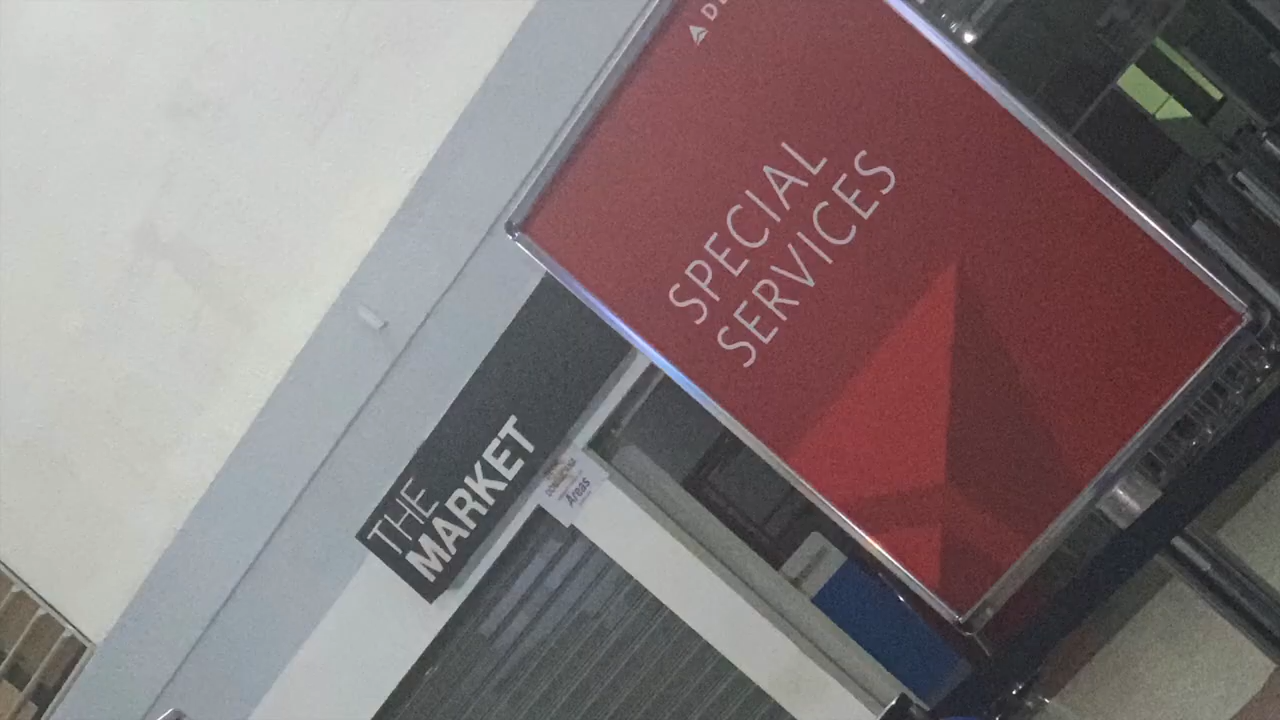 SPECIAL
SERVICES
THE
MARKET
Areas